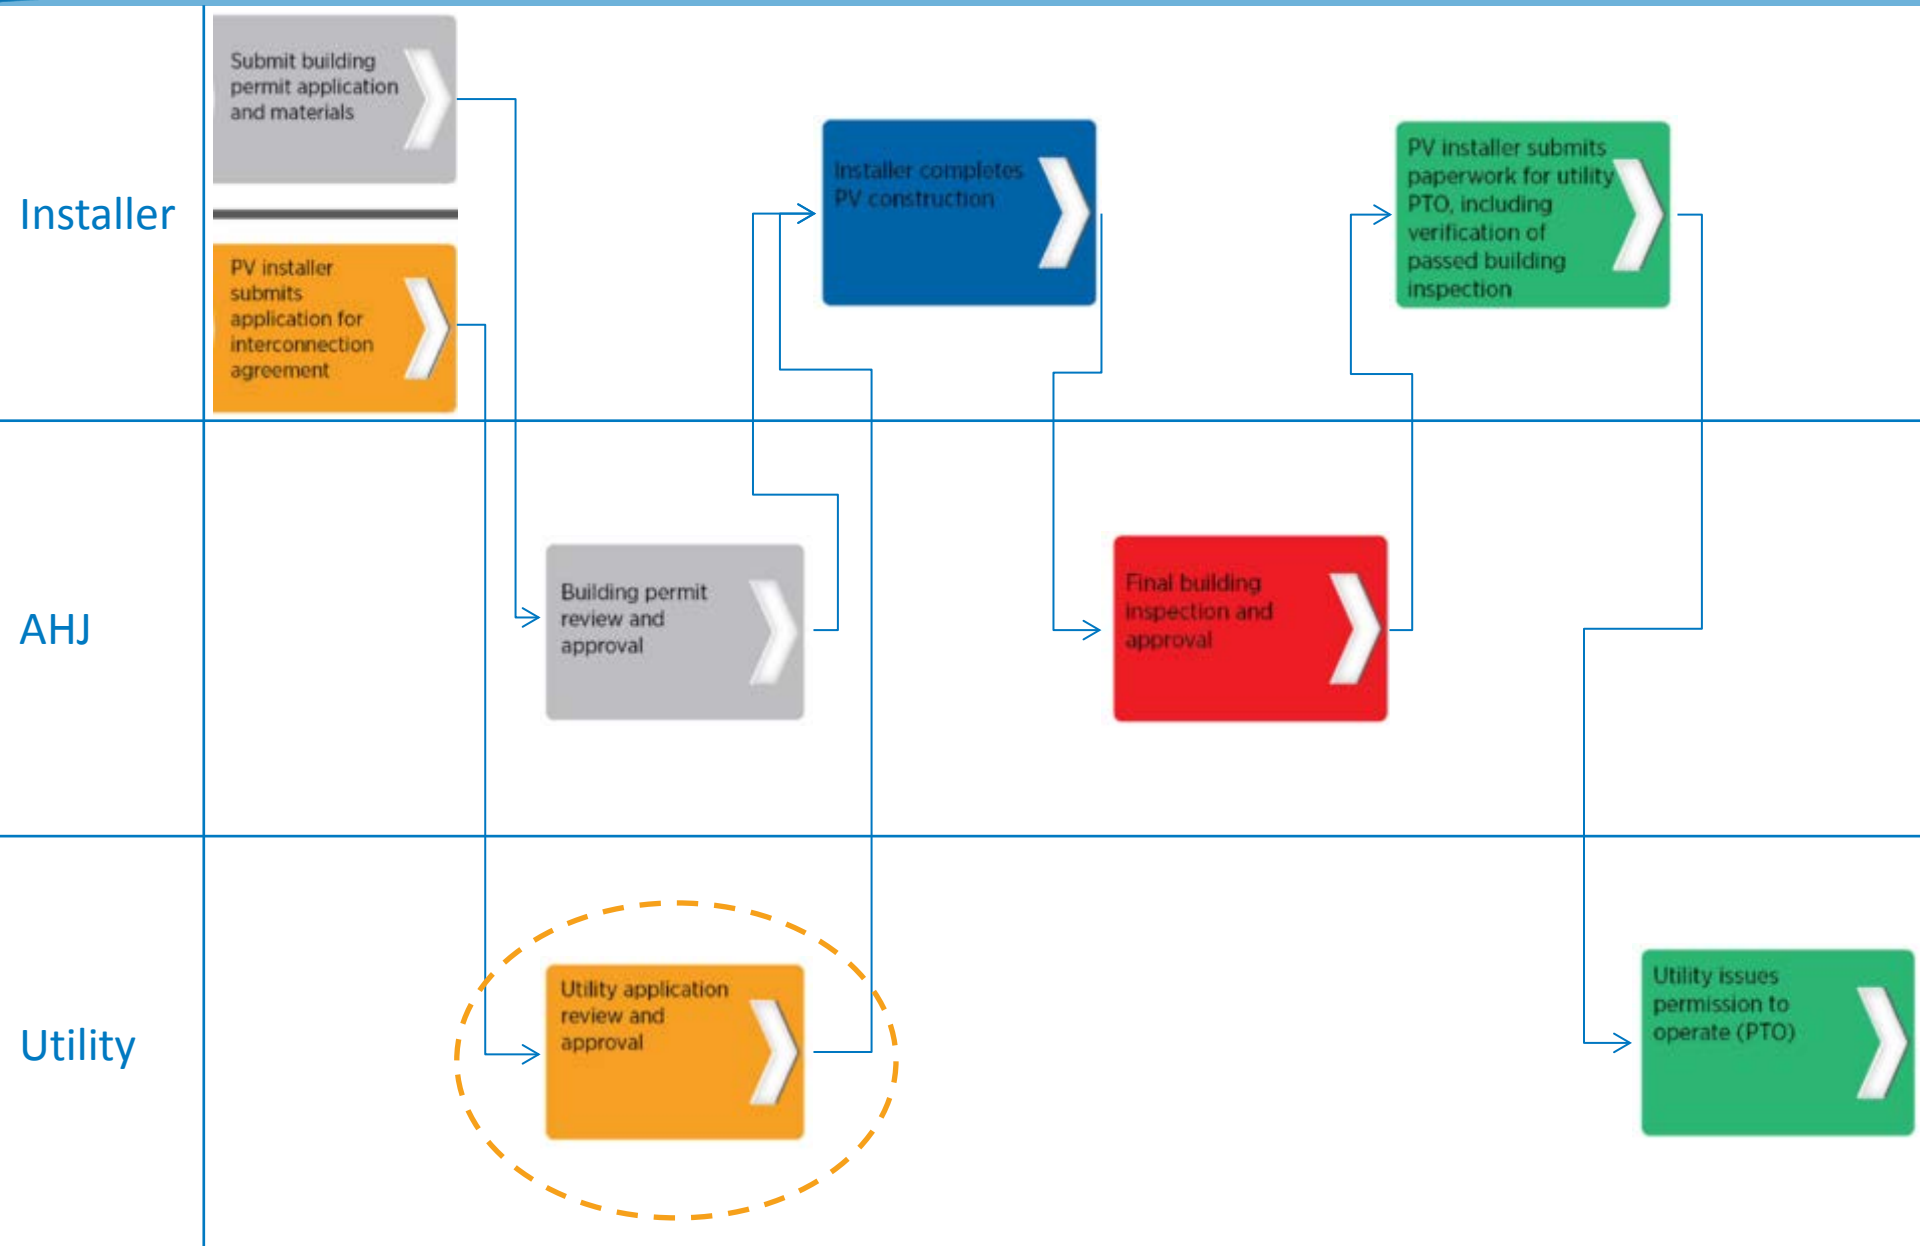 Installer
Submit building
permit application
and materials
PV installer
submits
application for
interconnection
agreement
Installer completes
PV construction
PV installer submits
paperwork for utility
PTO, including
verification of
passed building
inspection
AHJ
Building permit
review and
approval
Final building
inspection and
approval
Utility
Utility application
review and
approval
Utility issues
permission to
operate (PTO)